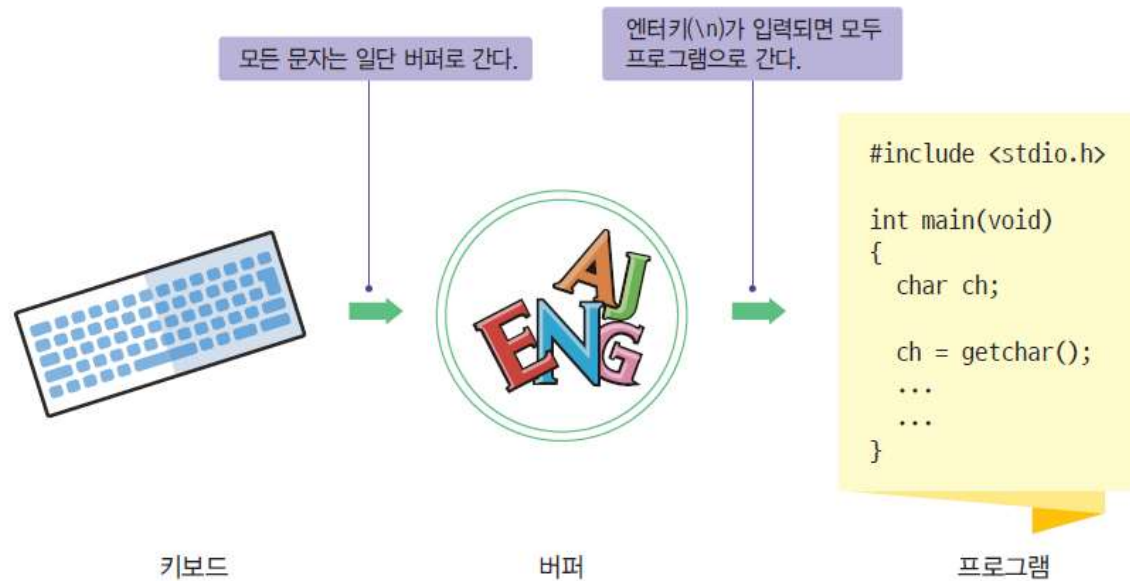 모든 문자는 일단 버퍼로 간다.
엔터키(\n)가 입력되면 모두
프로그램으로 간다.
#include <stdio.h>
int main(void)
{
char ch;
ch = getchar();
...
...
}
A J
E N G
키보드
버퍼
프로그램